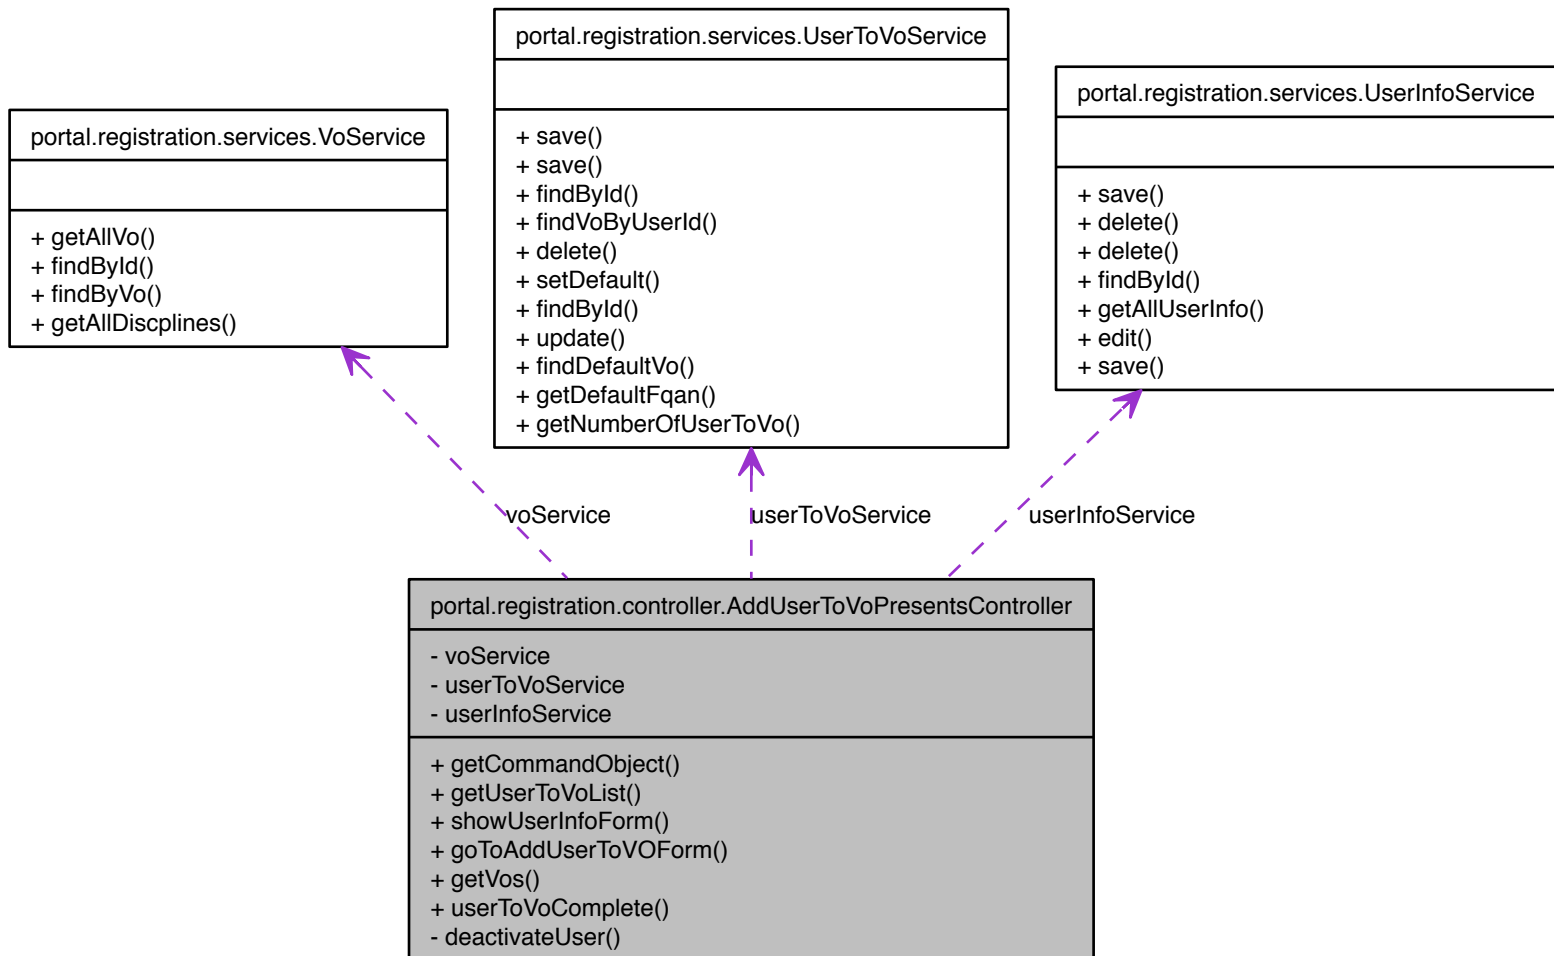 portal.registration.services.VoService
+ getAllVo()
+ findById()
+ findByVo()
+ getAllDiscplines()
portal.registration.services.UserToVoService
+ save()
+ save()
+ findById()
+ findVoByUserId()
+ delete()
+ setDefault()
+ findById()
+ update()
+ findDefaultVo()
+ getDefaultFqan()
+ getNumberOfUserToVo()
portal.registration.services.UserInfoService
+ save()
+ delete()
+ delete()
+ findById()
+ getAllUserInfo()
+ edit()
+ save()
voService
userToVoService
userInfoService
portal.registration.controller.AddUserToVoPresentsController
- voService
- userToVoService
- userInfoService
+ getCommandObject()
+ getUserToVoList()
+ showUserInfoForm()
+ goToAddUserToVOForm()
+ getVos()
+ userToVoComplete()
- deactivateUser()